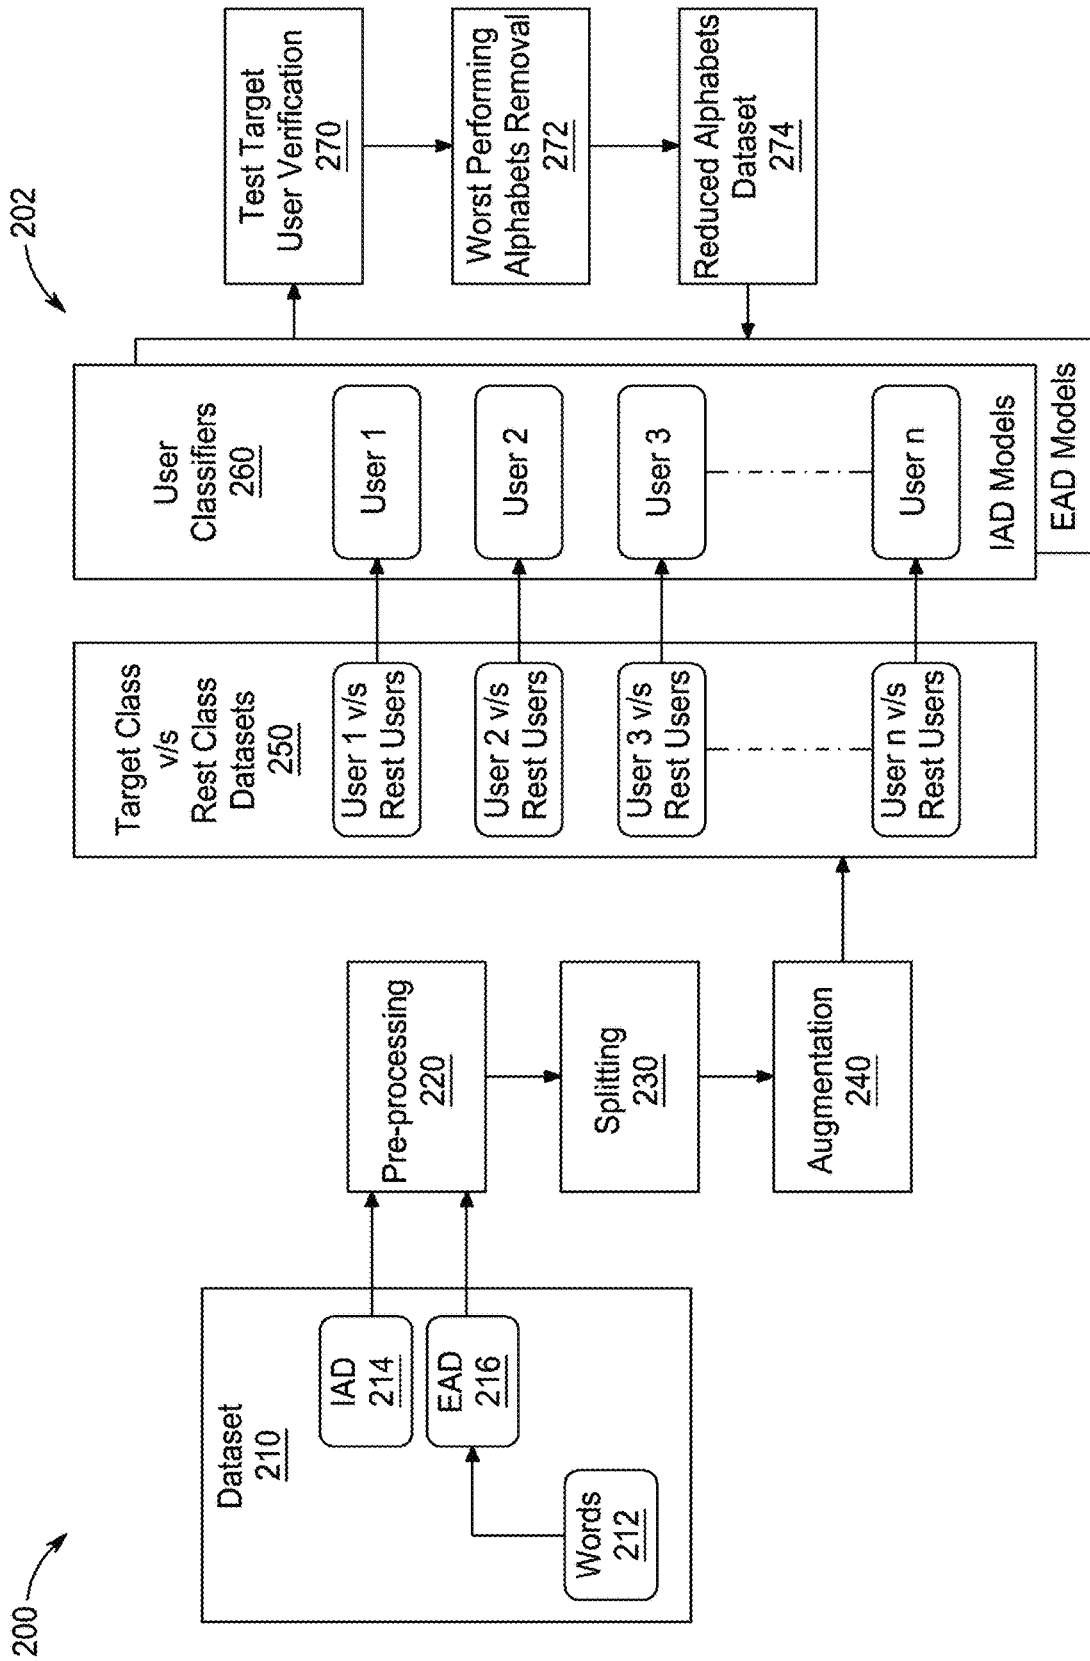 200
202
Dataset
210
IAD
214
EAD
216
Words
212
Pre-processing
220
Splitting
230
Augmentation
240
Target Class
v/s
Rest Class
Datasets
250
User 1 v/s
Rest Users
User 2 v/s
Rest Users
User 3 v/s
Rest Users
User n v/s
Rest Users
User
Classifiers
260
User 1
User 2
User 3
User n
IAD Models
EAD Models
Test Target
User Verification
270
Worst Performing
Alphabets Removal
272
Reduced Alphabets
Dataset
274